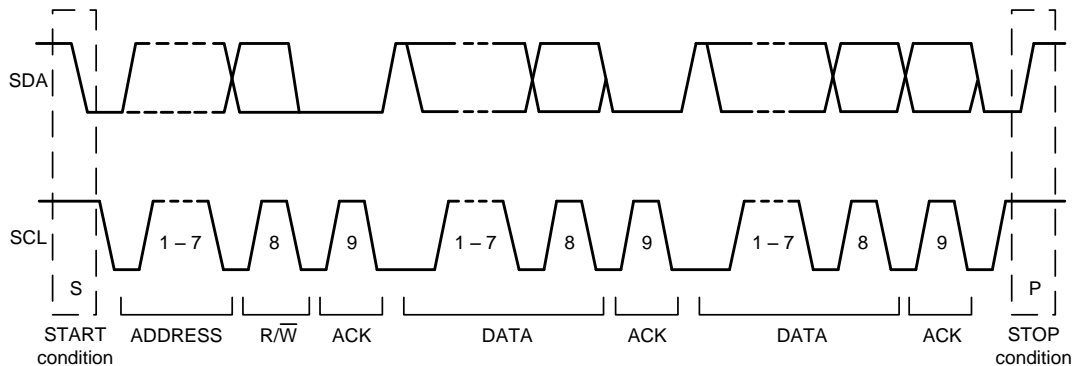 SDA
SCL
1 – 7
8
9
1 – 7
8
9
1 – 7
8
9
S
P
START
condition
ADDRESS
R/W̅
ACK
DATA
ACK
DATA
ACK
STOP
condition